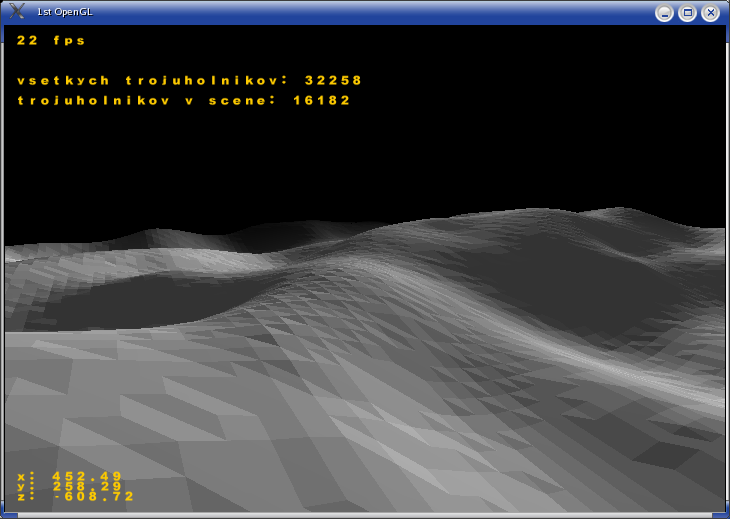 1st OpenGL
22 fps
vsetkych trojuholnikov: 32258
trojuholnikov v scene: 16182
x: 452.49
y: 258.29
z: -608.72